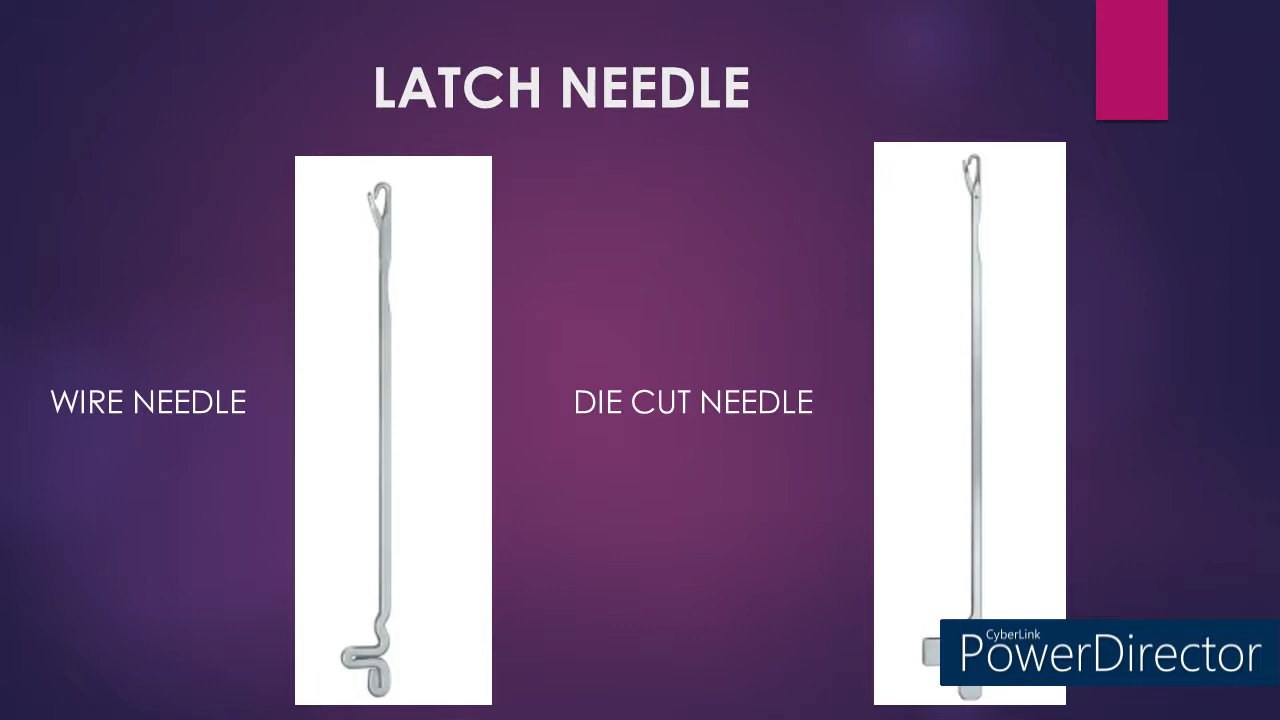 LATCH NEEDLE
WIRE NEEDLE
DIE CUT NEEDLE
CyberLink
PowerDirector